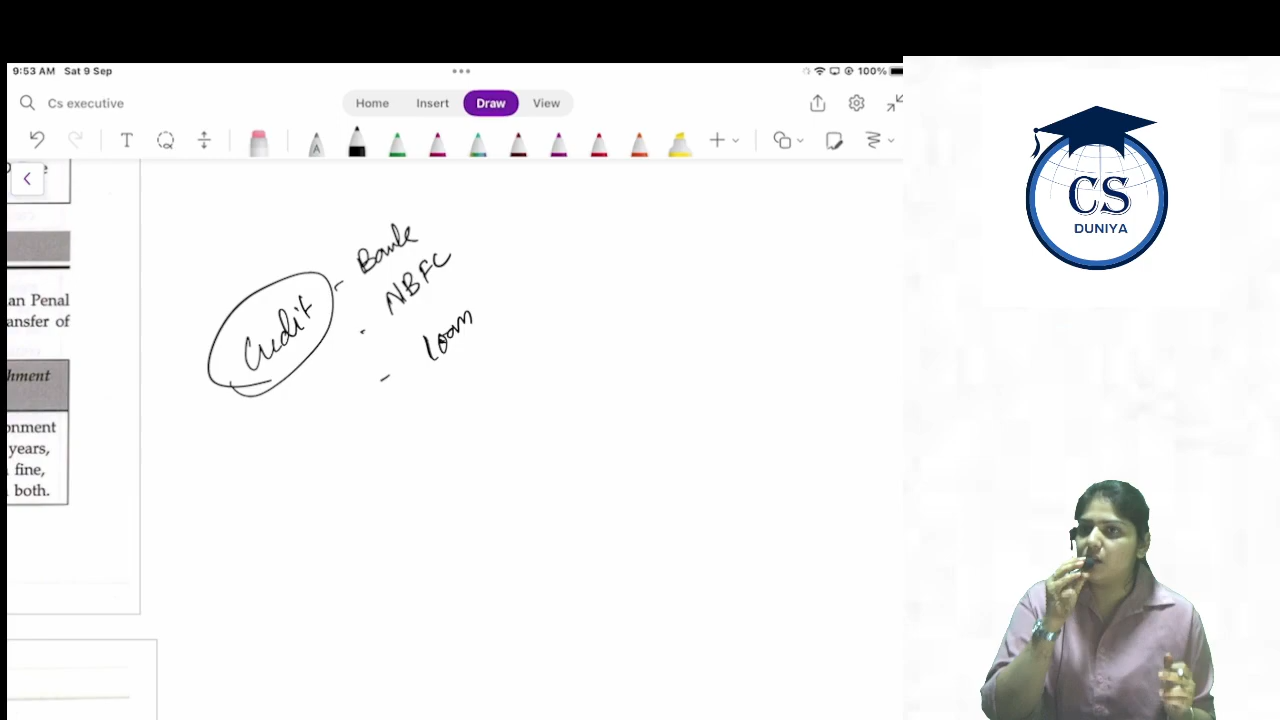 9:53 AM Sat 9 Sep
100%
Cs executive
Home Insert Draw View
T
A
an Penal
ansfer of
hment
onment
years,
fine,
both.
Credit
- Bank
- NBFC
- Loan
CS
DUNIYA